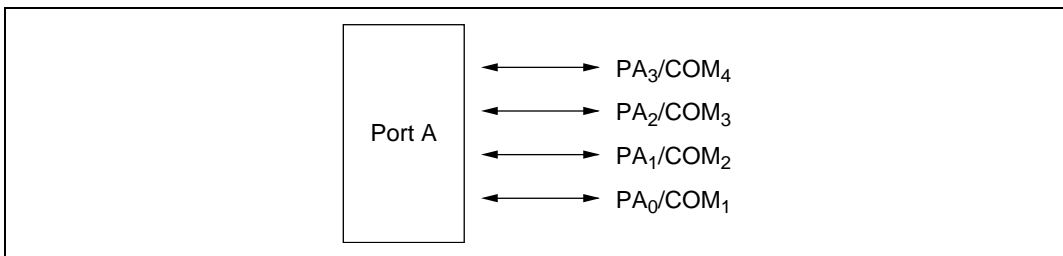 PA₃/COM₄
PA₂/COM₃
Port A
PA₁/COM₂
PA₀/COM₁